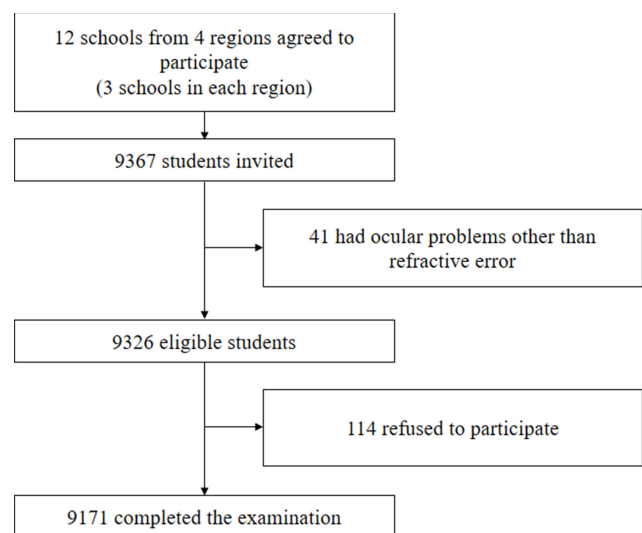 12 schools from 4 regions agreed to
participate
(3 schools in each region)
9367 students invited
41 had ocular problems other than
refractive error
9326 eligible students
114 refused to participate
9171 completed the examination